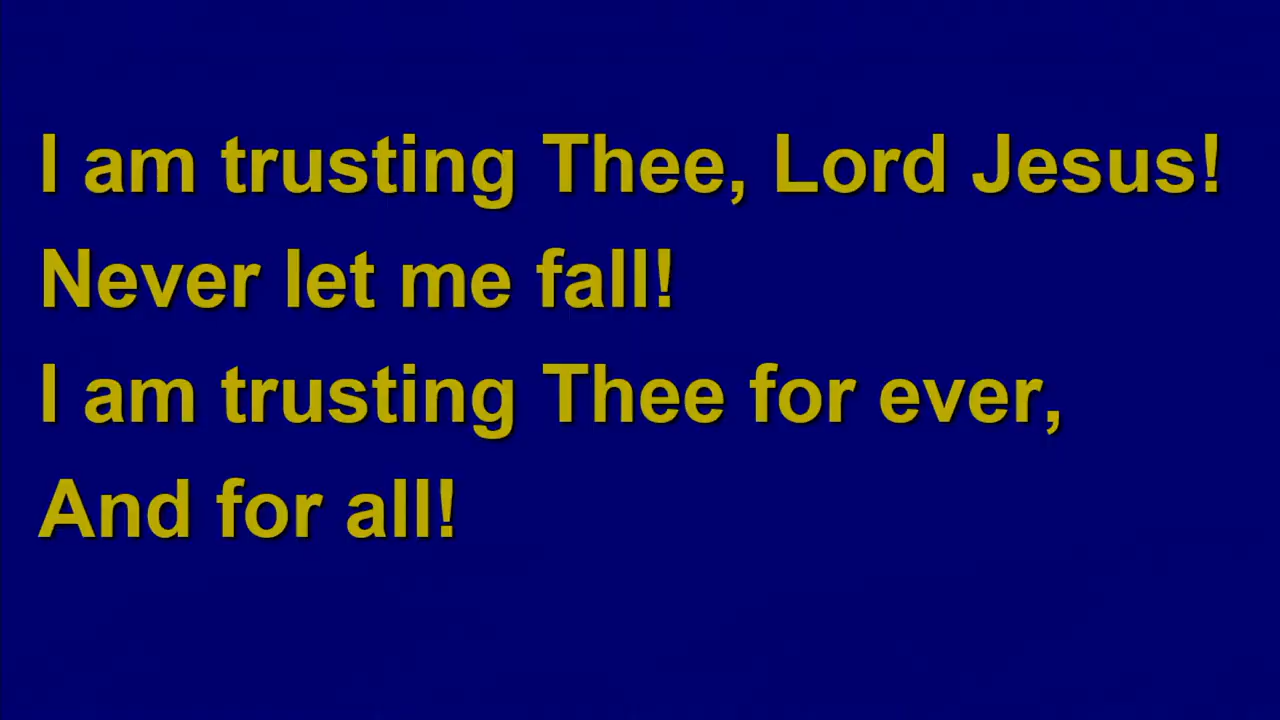 I am trusting Thee, Lord Jesus!
Never let me fall!
I am trusting Thee for ever,
And for all!